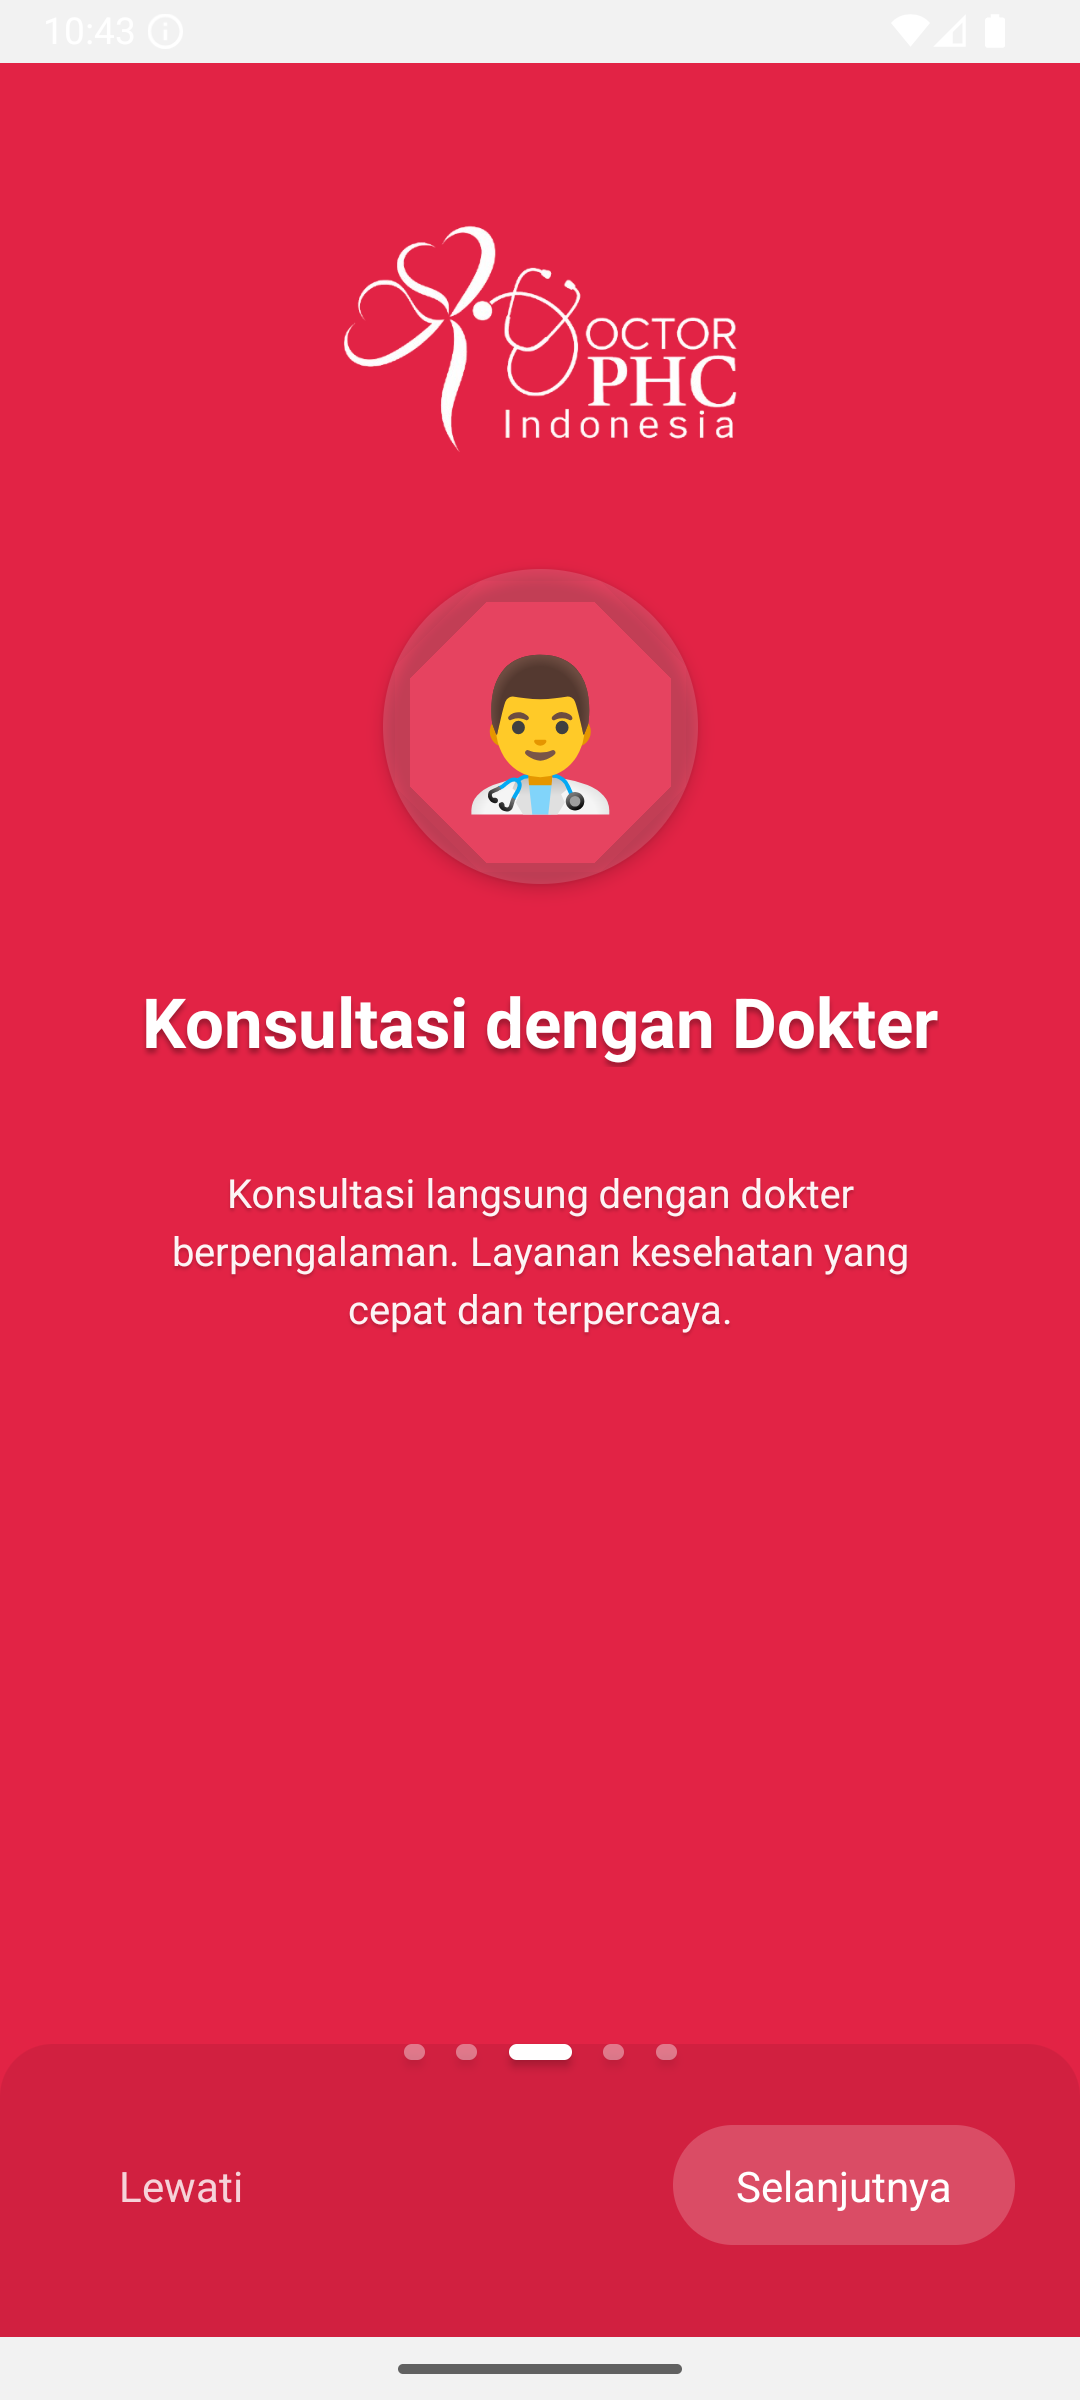 10:43
OCTOR
PHC
Indonesia
Konsultasi dengan Dokter
Konsultasi langsung dengan dokter
berpengalaman. Layanan kesehatan yang
cepat dan terpercaya.
Lewati
Selanjutnya